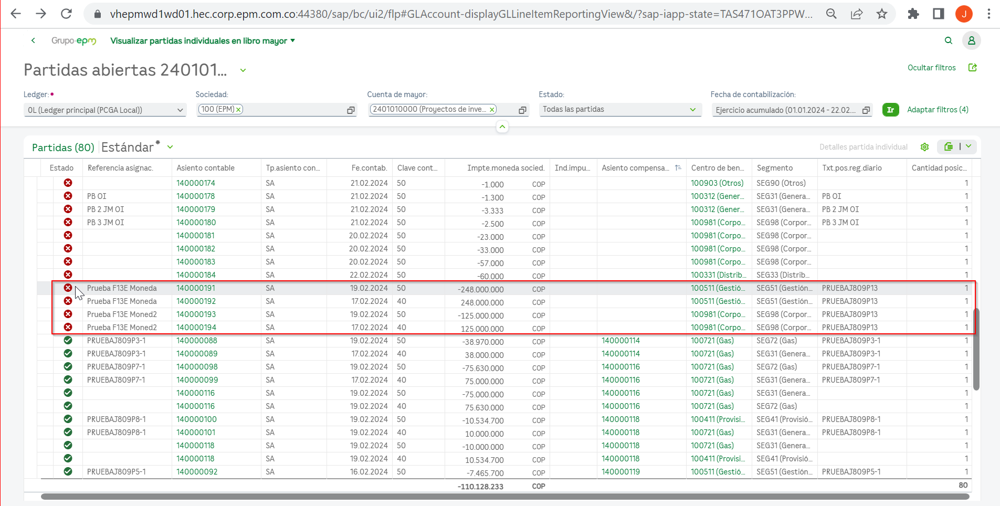 vhepmwd1wd01.hec.corp.epm.com.co:44380/sap/bc/ui2/flp#GLAccount-displayGLLineItemReportingView&/?sap-iapp-state=TAS471OAT3PPW...
J
Grupo·epm Visualizar partidas individuales en libro mayor
Partidas abiertas 240101...
Ocultar filtros
Ledger: Sociedad: Cuenta de mayor: Estado: Fecha de contabilización:
0L (Ledger principal (PCGA Local)) 100 (EPM) 2401010000 (Proyectos de inve... Todas las partidas Ejercicio acumulado (01.01.2024 - 22.02.... Ir Adaptar filtros (4)
Partidas (80) Estándar* Detalles partida individual
Estado Referencia asignac. Asiento contable Tp.asiento con... Fe.contab. Clave cont... Impte.moneda socied. Ind.impu... Asiento compensa... Centro de ben... Segmento Txt.pos.reg.diario Cantidad posic...
140000174 SA 21.02.2024 50 -1.000 COP 100903 (Otros) SEG90 (Otros) 1
PB OI 140000178 SA 21.02.2024 50 -1.300 COP 100312 (Gener... SEG31 (Genera... PB OI 1
PB 2 JM OI 140000179 SA 21.02.2024 50 -3.333 COP 100312 (Gener... SEG31 (Genera... PB 2 JM OI 1
PB 3 JM OI 140000180 SA 21.02.2024 50 -2.500 COP 100981 (Corpo... SEG98 (Corpor... PB 3 JM OI 1
140000181 SA 20.02.2024 50 -23.000 COP 100981 (Corpo... SEG98 (Corpor... 1
140000182 SA 20.02.2024 50 -33.000 COP 100981 (Corpo... SEG98 (Corpor... 1
140000183 SA 20.02.2024 50 -57.000 COP 100981 (Corpo... SEG98 (Corpor... 1
140000184 SA 22.02.2024 50 -60.000 COP 100331 (Distrib... SEG33 (Distrib... 1
Prueba F13E Moneda 140000191 SA 19.02.2024 50 -248.000.000 COP 100511 (Gestió... SEG51 (Gestión... PRUEBAJ809P13 1
Prueba F13E Moneda 140000192 SA 17.02.2024 40 248.000.000 COP 100511 (Gestió... SEG51 (Gestión... PRUEBAJ809P13 1
Prueba F13E Moned2 140000193 SA 19.02.2024 50 -125.000.000 COP 100981 (Corpo... SEG98 (Corpor... PRUEBAJ809P13 1
Prueba F13E Moned2 140000194 SA 17.02.2024 40 125.000.000 COP 100981 (Corpo... SEG98 (Corpor... PRUEBAJ809P13 1
PRUEBAJ809P3-1 140000088 SA 19.02.2024 50 -38.970.000 COP 140000114 100721 (Gas) SEG72 (Gas) PRUEBAJ809P3-1 1
PRUEBAJ809P3-1 140000089 SA 17.02.2024 40 38.000.000 COP 140000114 100721 (Gas) SEG31 (Genera... PRUEBAJ809P3-1 1
PRUEBAJ809P7-1 140000098 SA 19.02.2024 50 -75.630.000 COP 140000116 100721 (Gas) SEG72 (Gas) PRUEBAJ809P7-1 1
PRUEBAJ809P7-1 140000099 SA 17.02.2024 40 75.000.000 COP 140000116 100721 (Gas) SEG31 (Genera... PRUEBAJ809P7-1 1
140000116 SA 19.02.2024 50 -75.000.000 COP 140000116 100721 (Gas) SEG31 (Genera... 1
140000116 SA 19.02.2024 40 75.630.000 COP 140000116 100721 (Gas) SEG72 (Gas) 1
PRUEBAJ809P8-1 140000100 SA 19.02.2024 50 -10.534.700 COP 140000118 100411 (Provisi... SEG41 (Provisió... PRUEBAJ809P8-1 1
PRUEBAJ809P8-1 140000101 SA 19.02.2024 40 10.000.000 COP 140000118 100721 (Gas) SEG31 (Genera... PRUEBAJ809P8-1 1
140000118 SA 19.02.2024 50 -10.000.000 COP 140000118 100721 (Gas) SEG31 (Genera... 1
140000118 SA 19.02.2024 40 10.534.700 COP 140000118 100411 (Provisi... SEG41 (Provisió... 1
PRUEBAJ809P5-1 140000092 SA 16.02.2024 50 -7.465.700 COP 140000119 100511 (Gestió... SEG51 (Gestión... PRUEBAJ809P5-1 1
-110.128.233 COP 80